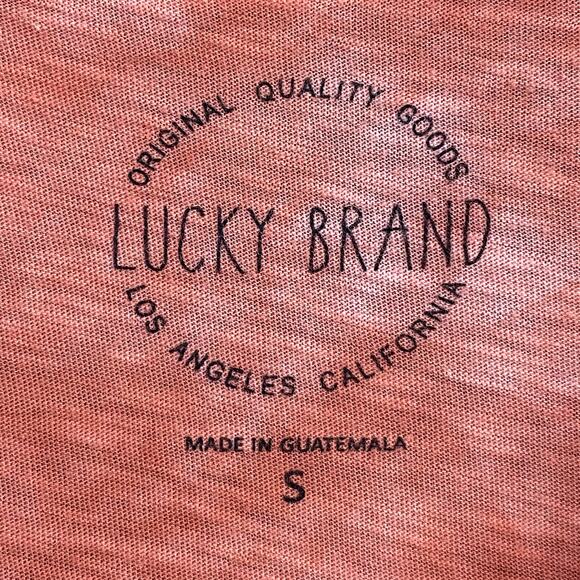 ORIGINAL QUALITY GOODS
LUCKY BRAND
LOS ANGELES CALIFORNIA
MADE IN GUATEMALA
S